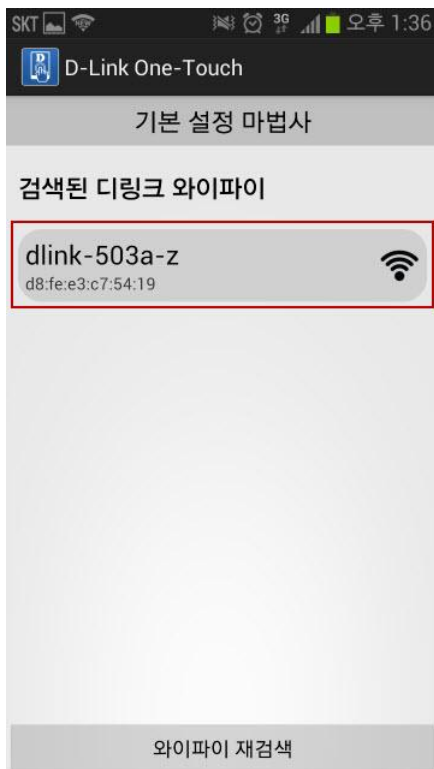 SKT 3G 오후 1:36
D-Link One-Touch
기본 설정 마법사
검색된 디링크 와이파이
dlink-503a-z
d8:fe:e3:c7:54:19
와이파이 재검색